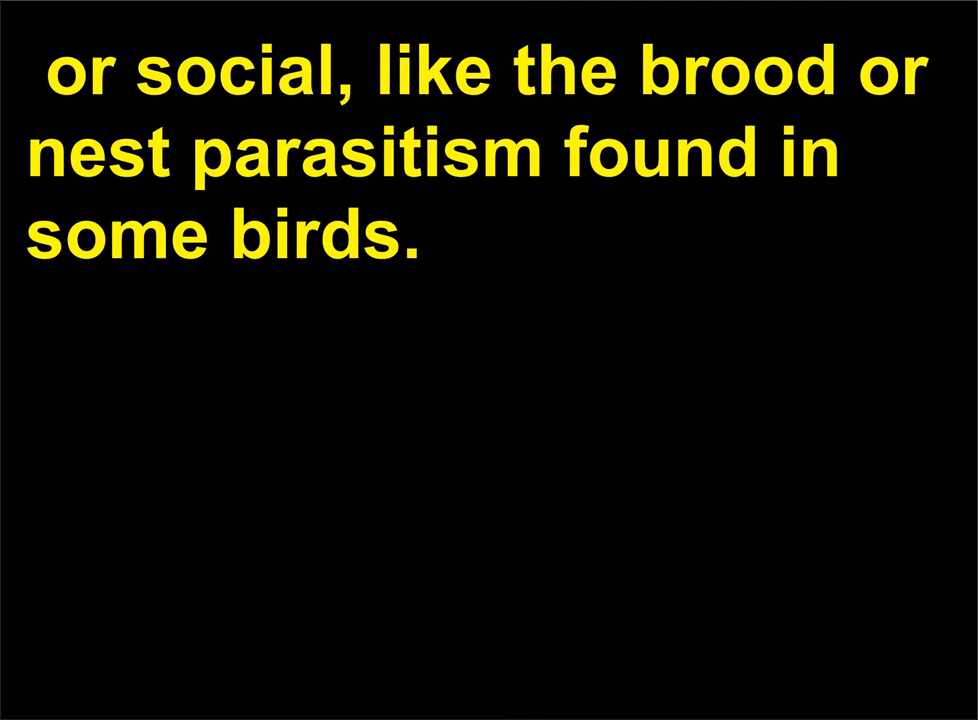 or social, like the brood or
nest parasitism found in
some birds.